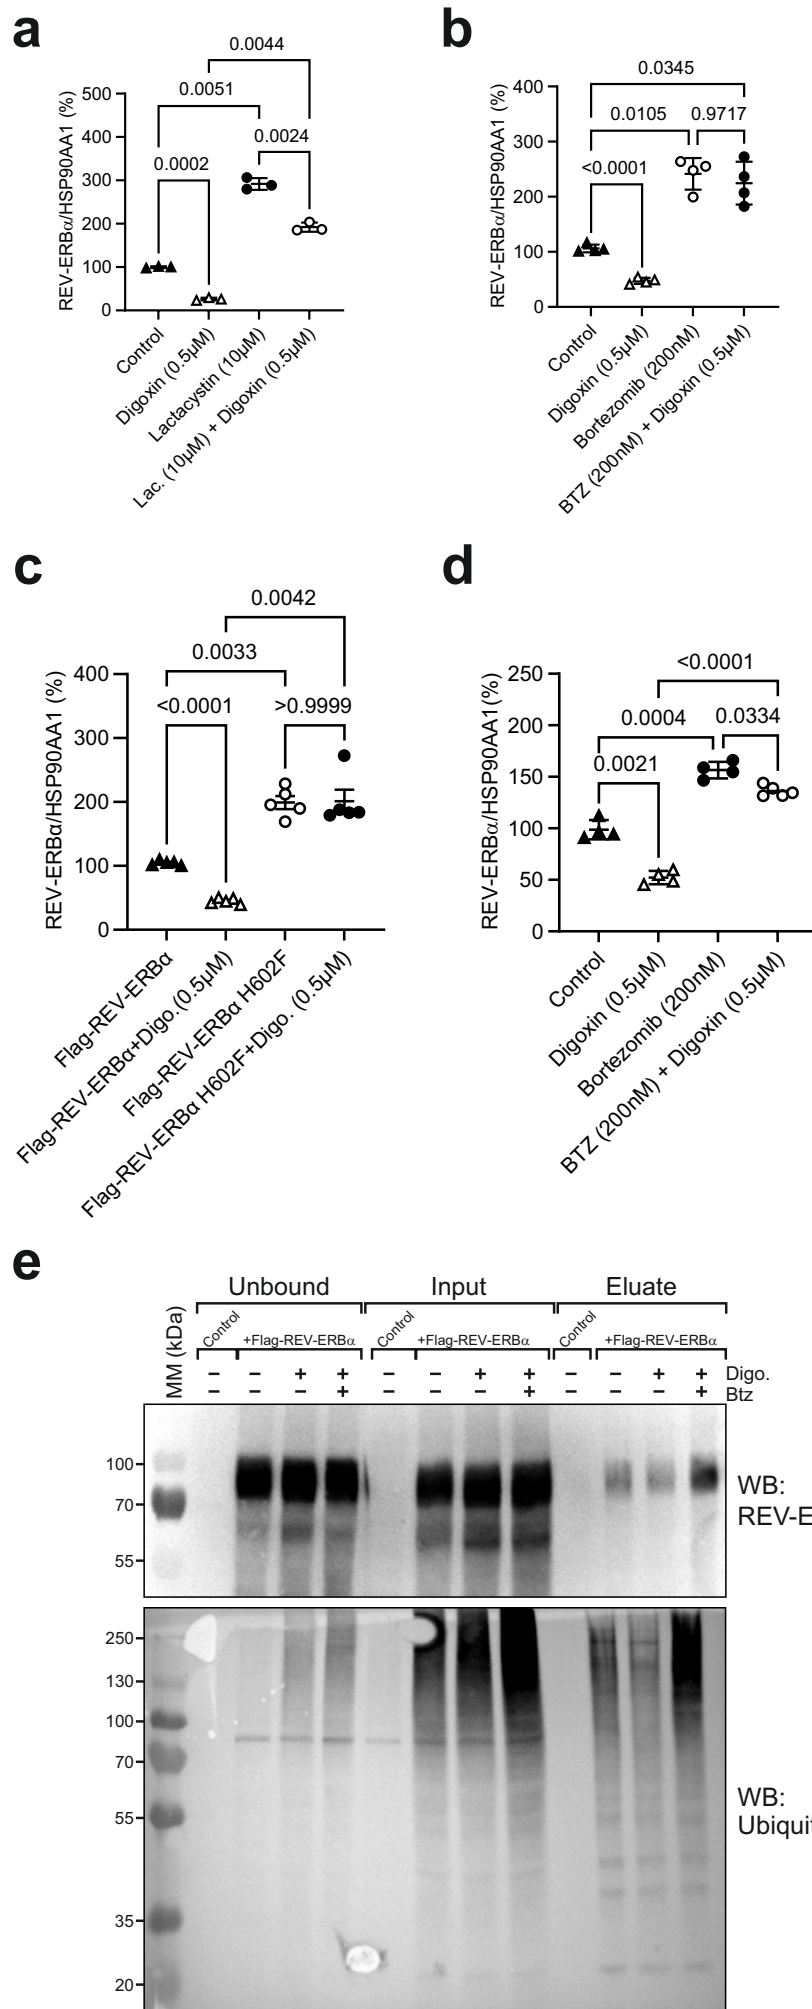 a
0.0044
0.0051
0.0024
0.0002
REV-ERBα/HSP90AA1 (%)
500
400
300
200
100
0
Control
Digoxin (0.5µM)
Lactacystin (10µM)
Lac. (10µM) + Digoxin (0.5µM)
b
0.0345
0.0105
0.9717
<0.0001
REV-ERBα/HSP90AA1 (%)
400
300
200
100
0
Control
Digoxin (0.5µM)
Bortezomib (200nM)
BTZ (200nM) + Digoxin (0.5µM)
c
0.0042
0.0033
<0.0001
>0.9999
REV-ERBα/HSP90AA1 (%)
400
300
200
100
0
Flag-REV-ERBα
Flag-REV-ERBα+Digo. (0.5µM)
Flag-REV-ERBα H602F
Flag-REV-ERBα H602F+Digo. (0.5µM)
d
<0.0001
0.0004
0.0334
0.0021
REV-ERBα/HSP90AA1 (%)
250
200
150
100
50
0
Control
Digoxin (0.5µM)
Bortezomib (200nM)
BTZ (200nM) + Digoxin (0.5µM)
e
Unbound Input Eluate
MM (kDa)
Control +Flag-REV-ERBα Control +Flag-REV-ERBα Control +Flag-REV-ERBα
− − + + − − + + − − + + Digo.
− − − + − − − + − − − + Btz
100
70
55
WB:
REV-E
250
130
100
70
55
35
20
WB:
Ubiqui